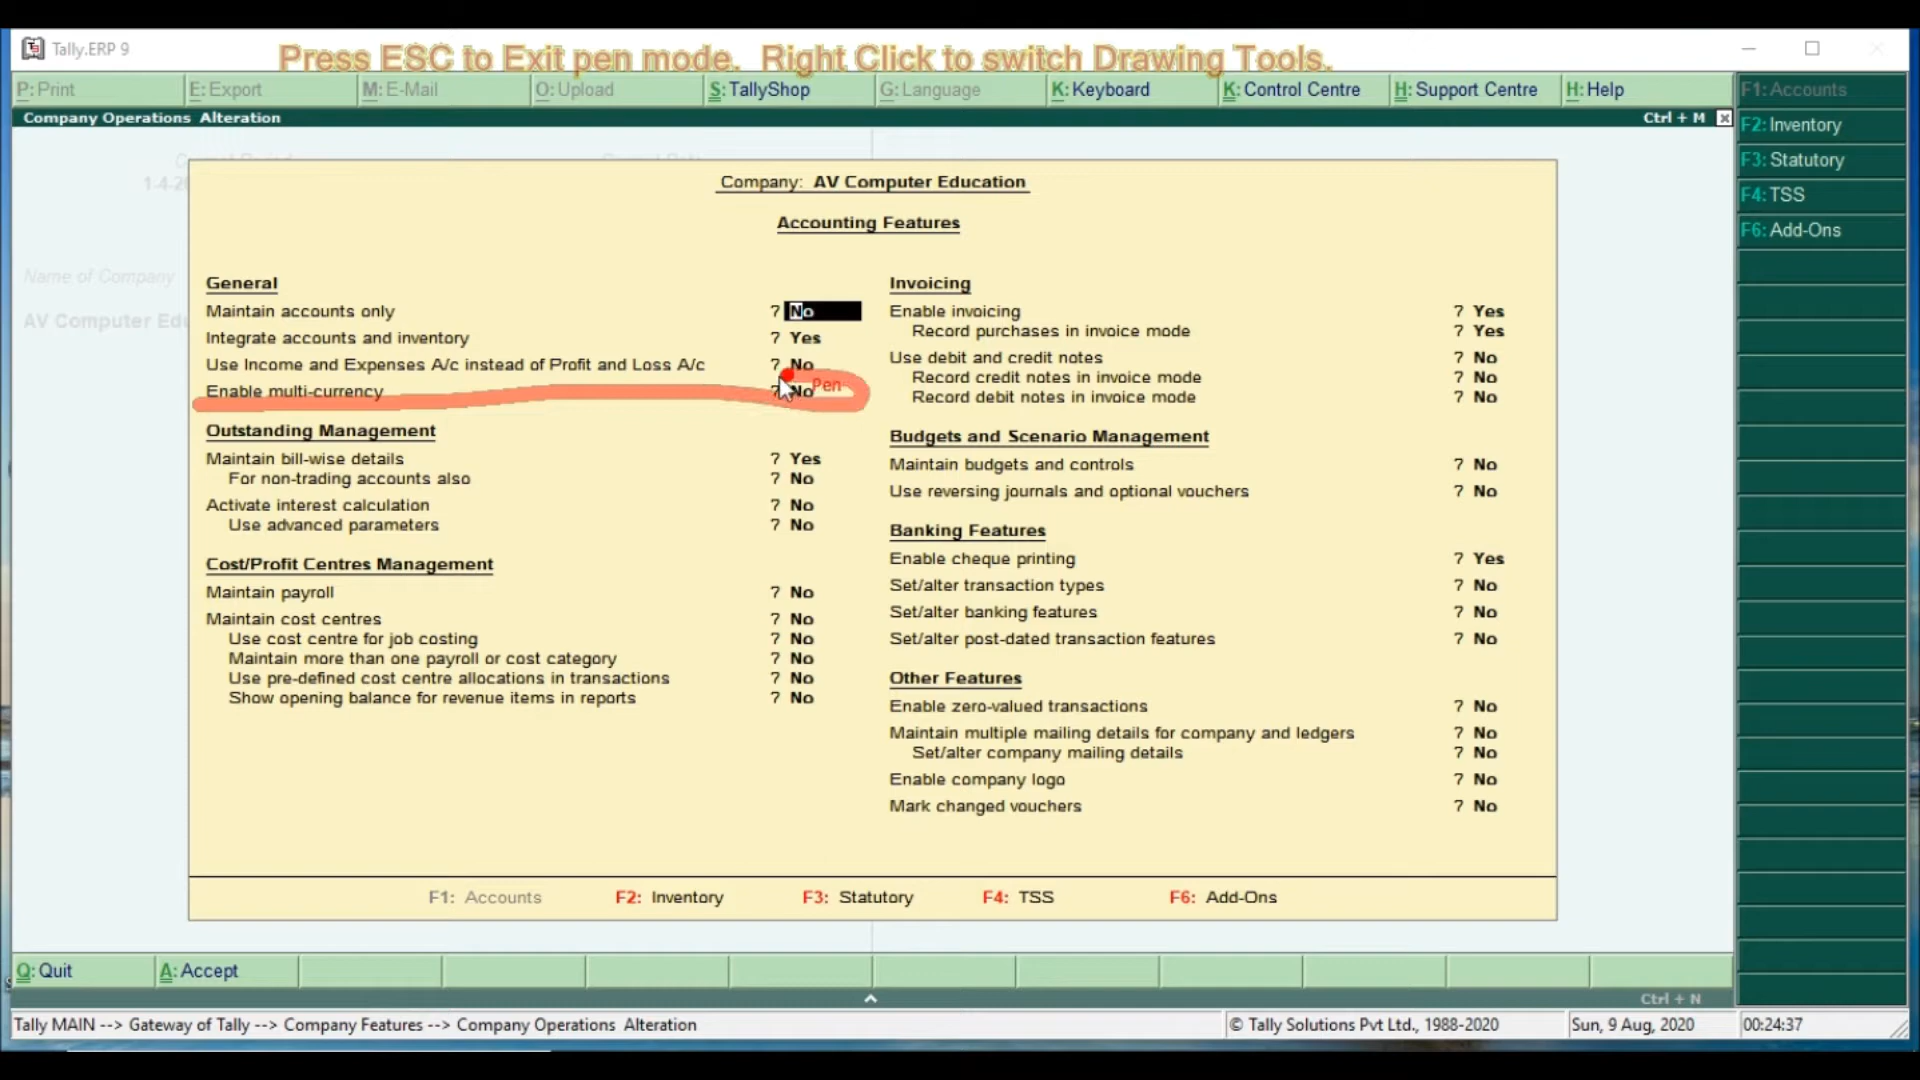 Tally.ERP 9
Press ESC to Exit pen mode. Right Click to switch Drawing Tools.
P: Print E: Export M: E-Mail O: Upload S: TallyShop G: Language K: Keyboard K: Control Centre H: Support Centre H: Help
Company Operations Alteration Ctrl + M
F1: Accounts
F2: Inventory
F3: Statutory
F4: TSS
F6: Add-Ons
Name of Company
Company: AV Computer Education
Accounting Features
General
Maintain accounts only ? No
Integrate accounts and inventory ? Yes
Use Income and Expenses A/c instead of Profit and Loss A/c ? No
Pen
Enable multi-currency ? No
Outstanding Management
Maintain bill-wise details ? Yes
For non-trading accounts also ? No
Activate interest calculation ? No
Use advanced parameters ? No
Cost/Profit Centres Management
Maintain payroll ? No
Maintain cost centres ? No
Use cost centre for job costing ? No
Maintain more than one payroll or cost category ? No
Use pre-defined cost centre allocations in transactions ? No
Show opening balance for revenue items in reports ? No
Invoicing
Enable invoicing ? Yes
Record purchases in invoice mode ? Yes
Use debit and credit notes ? No
Record credit notes in invoice mode ? No
Record debit notes in invoice mode ? No
Budgets and Scenario Management
Maintain budgets and controls ? No
Use reversing journals and optional vouchers ? No
Banking Features
Enable cheque printing ? Yes
Set/alter transaction types ? No
Set/alter banking features ? No
Set/alter post-dated transaction features ? No
Other Features
Enable zero-valued transactions ? No
Maintain multiple mailing details for company and ledgers ? No
Set/alter company mailing details ? No
Enable company logo ? No
Mark changed vouchers ? No
F1: Accounts F2: Inventory F3: Statutory F4: TSS F6: Add-Ons
Q: Quit A: Accept
Ctrl + N
Tally MAIN --> Gateway of Tally --> Company Features --> Company Operations Alteration © Tally Solutions Pvt Ltd., 1988-2020 Sun, 9 Aug, 2020 00:24:37